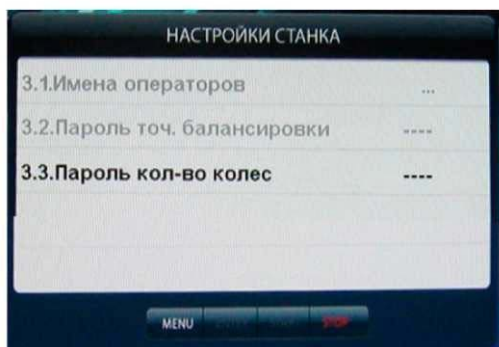 НАСТРОЙКИ СТАНКА
3.1.Имена операторов ...
3.2.Пароль точ. балансировки ----
3.3.Пароль кол-во колес ----
MENU ENTER STOP